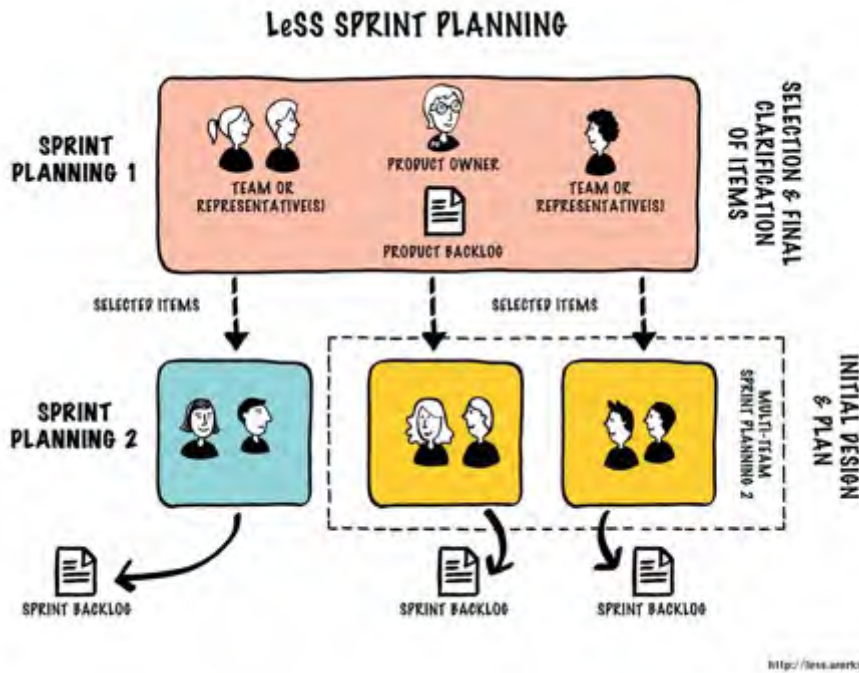 LeSS SPRINT PLANNING
SPRINT
PLANNING 1
TEAM OR
REPRESENTATIVE(S)
PRODUCT OWNER
PRODUCT BACKLOG
TEAM OR
REPRESENTATIVE(S)
SELECTION & FINAL
CLARIFICATION
OF ITEMS
SELECTED ITEMS
SELECTED ITEMS
SPRINT
PLANNING 2
MULTI-TEAM
SPRINT PLANNING 2
INITIAL DESIGN
& PLAN
SPRINT BACKLOG
SPRINT BACKLOG
SPRINT BACKLOG